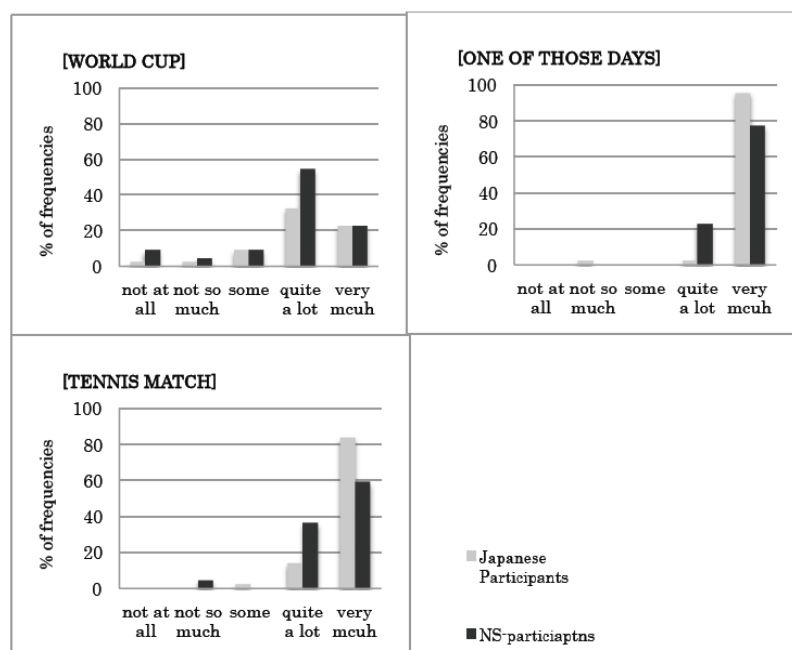 [WORLD CUP]
% of frequencies
100
80
60
40
20
0
not at all
not so much
some
quite a lot
very mcuh
[ONE OF THOSE DAYS]
% of frequencies
100
80
60
40
20
0
not at all
not so much
some
quite a lot
very mcuh
[TENNIS MATCH]
% of frequencies
100
80
60
40
20
0
not at all
not so much
some
quite a lot
very mcuh
Japanese
Participants
NS-particiaptns